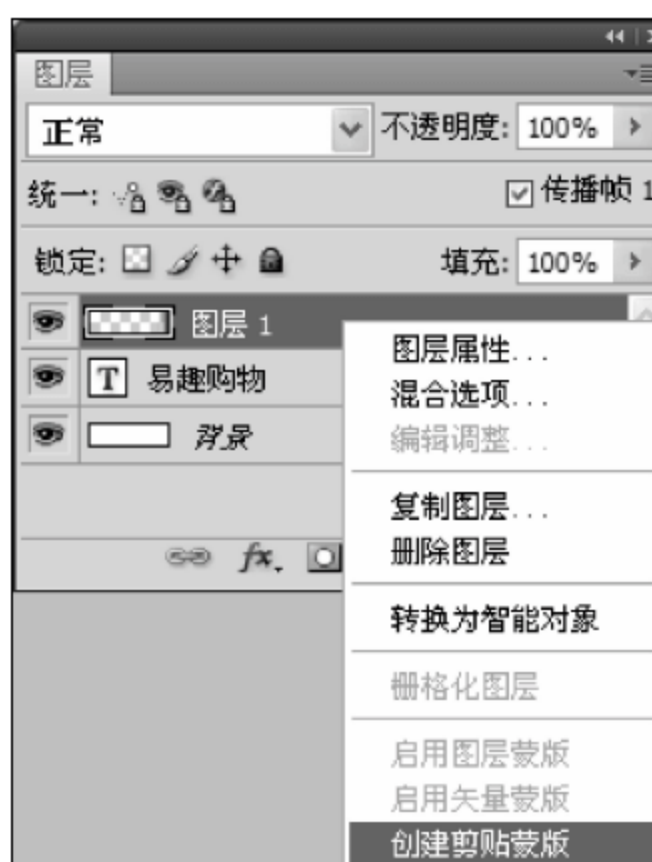 图层
正常 不透明度: 100%
统一: 传播帧 1
锁定: 填充: 100%
图层 1
T 易趣购物
背景
fx.
图层属性...
混合选项...
编辑调整...
复制图层...
删除图层
转换为智能对象
栅格化图层
启用图层蒙版
启用矢量蒙版
创建剪贴蒙版